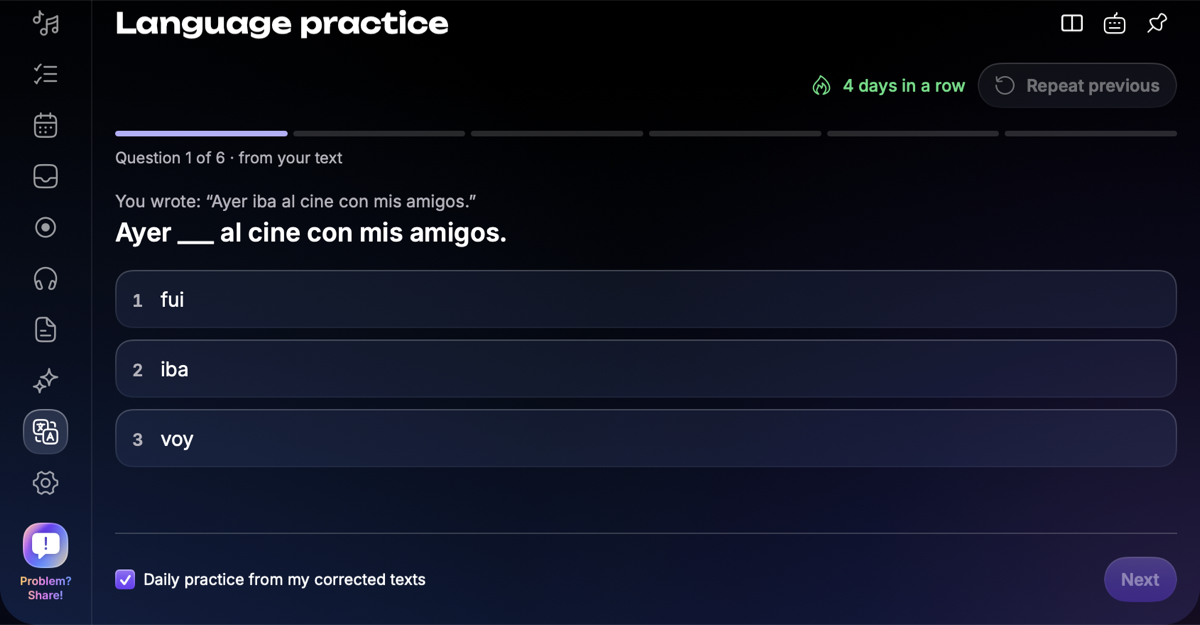 Language practice
4 days in a row
Repeat previous
Question 1 of 6 · from your text
You wrote: “Ayer iba al cine con mis amigos.”
Ayer ___ al cine con mis amigos.
1 fui
2 iba
3 voy
Problem?
Share!
Daily practice from my corrected texts
Next